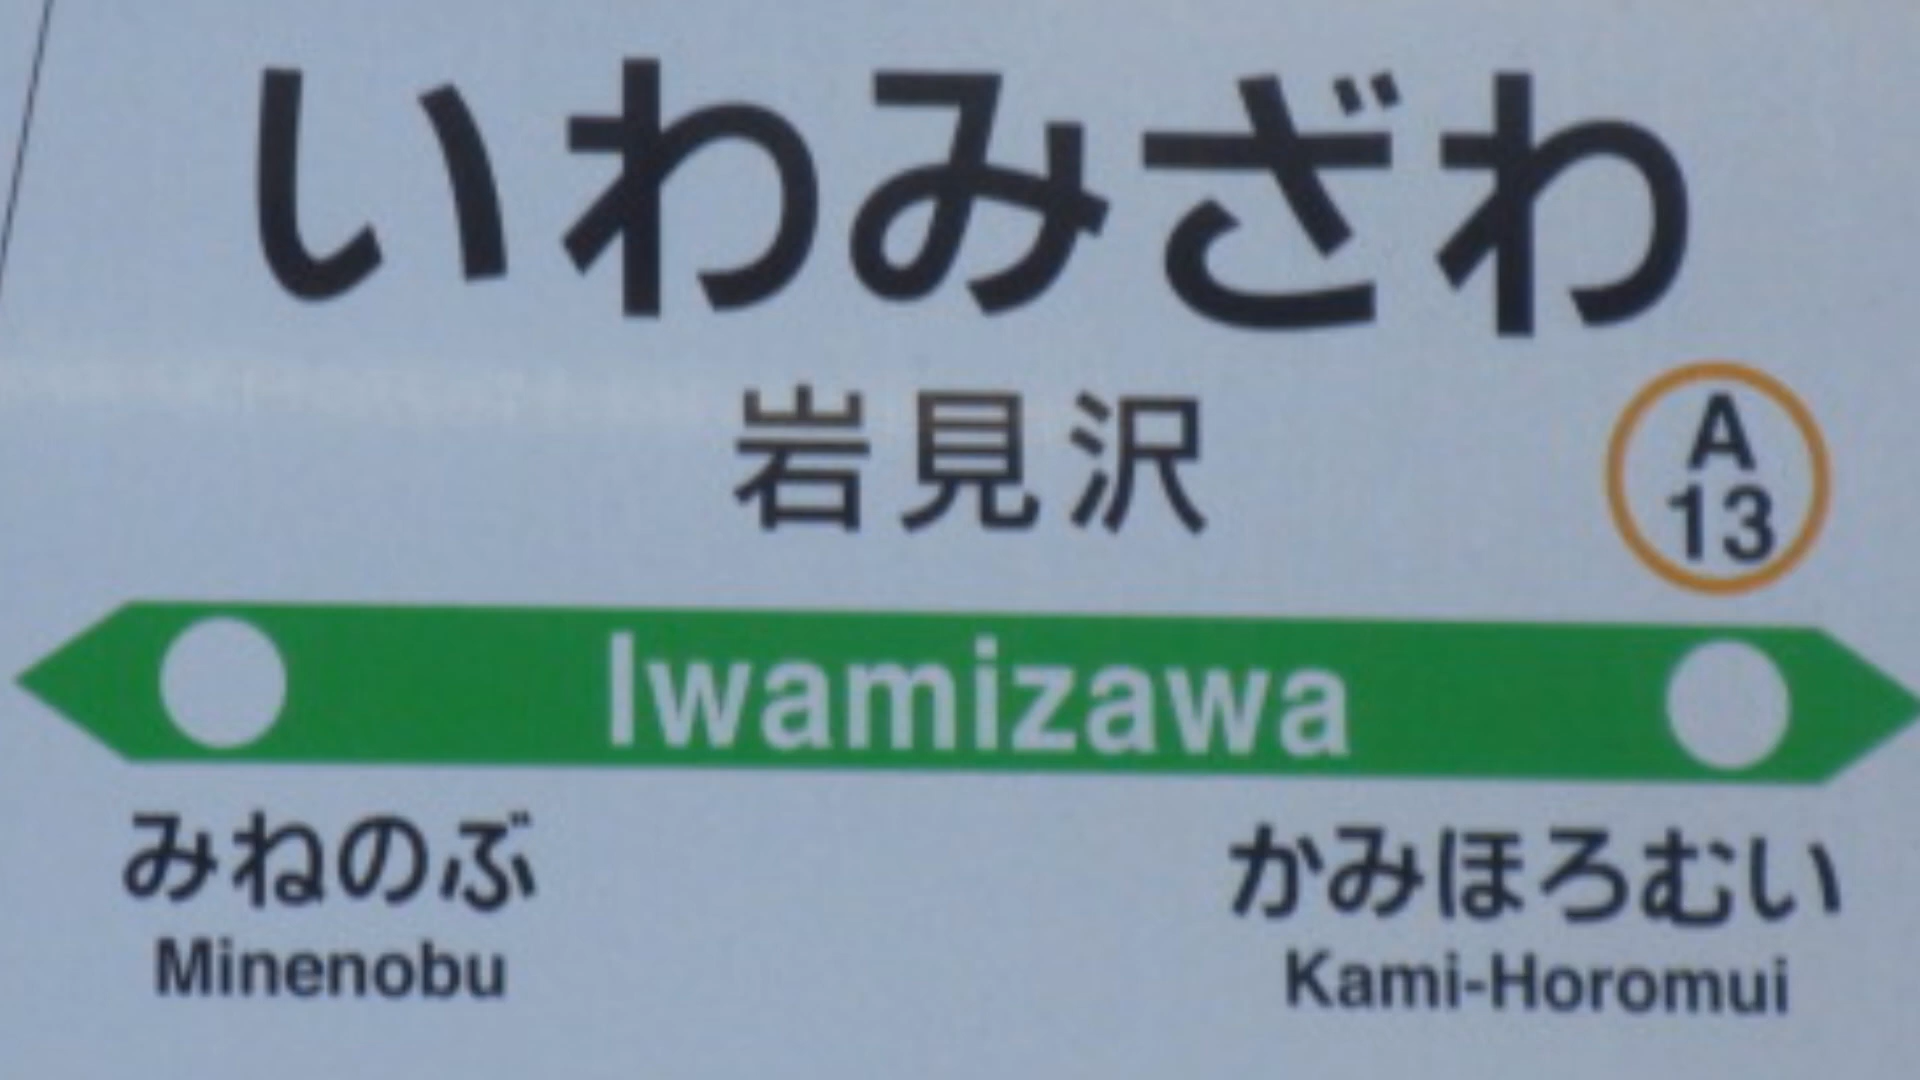 いわみざわ
岩見沢
A
13
Iwamizawa
みねのぶ
かみほろむい
Minenobu
Kami-Horomui